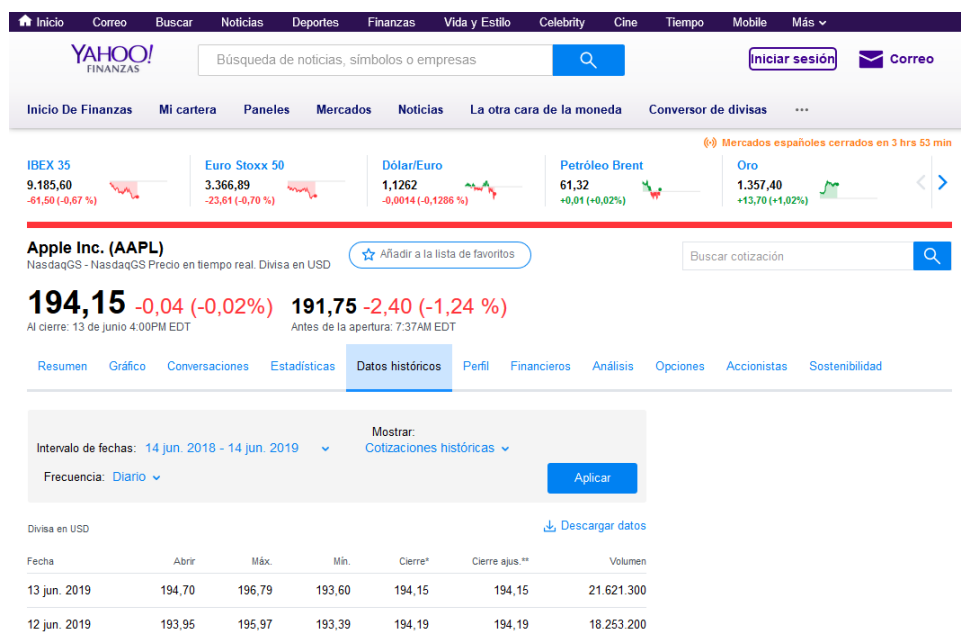 Inicio Correo Buscar Noticias Deportes Finanzas Vida y Estilo Celebrity Cine Tiempo Mobile Más
YAHOO!
FINANZAS
Búsqueda de noticias, símbolos o empresas
Iniciar sesión
Correo
Inicio De Finanzas Mi cartera Paneles Mercados Noticias La otra cara de la moneda Conversor de divisas ...
Mercados españoles cerrados en 3 hrs 53 min
IBEX 35 Euro Stoxx 50 Dólar/Euro Petróleo Brent Oro
9.185,60 3.366,89 1,1262 61,32 1.357,40
-61,50 (-0,67 %) -23,61 (-0,70 %) -0,0014 (-0,1286 %) +0,01 (+0,02%) +13,70 (+1,02%)
Apple Inc. (AAPL)
NasdaqGS - NasdaqGS Precio en tiempo real. Divisa en USD
Añadir a la lista de favoritos
Buscar cotización
194,15 -0,04 (-0,02%) 191,75 -2,40 (-1,24 %)
Al cierre: 13 de junio 4:00PM EDT Antes de la apertura: 7:37AM EDT
Resumen Gráfico Conversaciones Estadísticas Datos históricos Perfil Financieros Análisis Opciones Accionistas Sostenibilidad
Intervalo de fechas: 14 jun. 2018 - 14 jun. 2019
Mostrar:
Cotizaciones históricas
Frecuencia: Diario
Aplicar
Divisa en USD
Descargar datos
Fecha Abrir Máx. Mín. Cierre* Cierre ajus.** Volumen
13 jun. 2019 194,70 196,79 193,60 194,15 194,15 21.621.300
12 jun. 2019 193,95 195,97 193,39 194,19 194,19 18.253.200